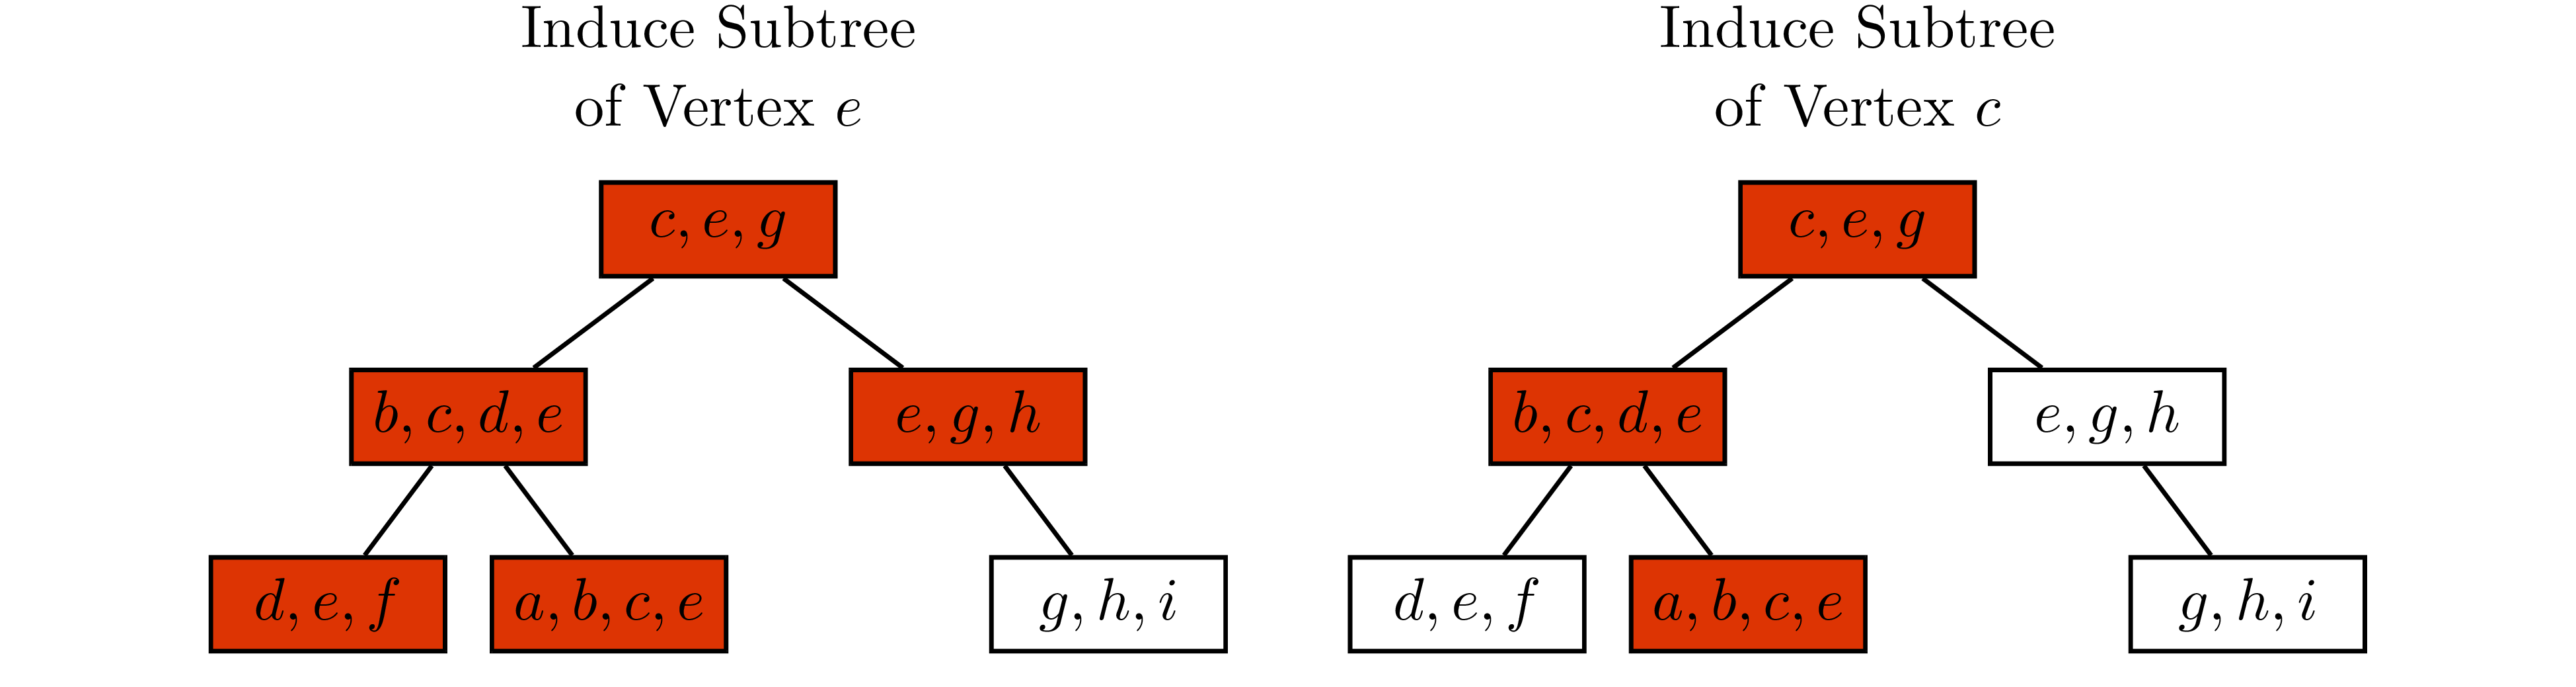 Induce Subtree
of Vertex e
c, e, g
b, c, d, e
e, g, h
d, e, f
a, b, c, e
g, h, i
Induce Subtree
of Vertex c
c, e, g
b, c, d, e
e, g, h
d, e, f
a, b, c, e
g, h, i